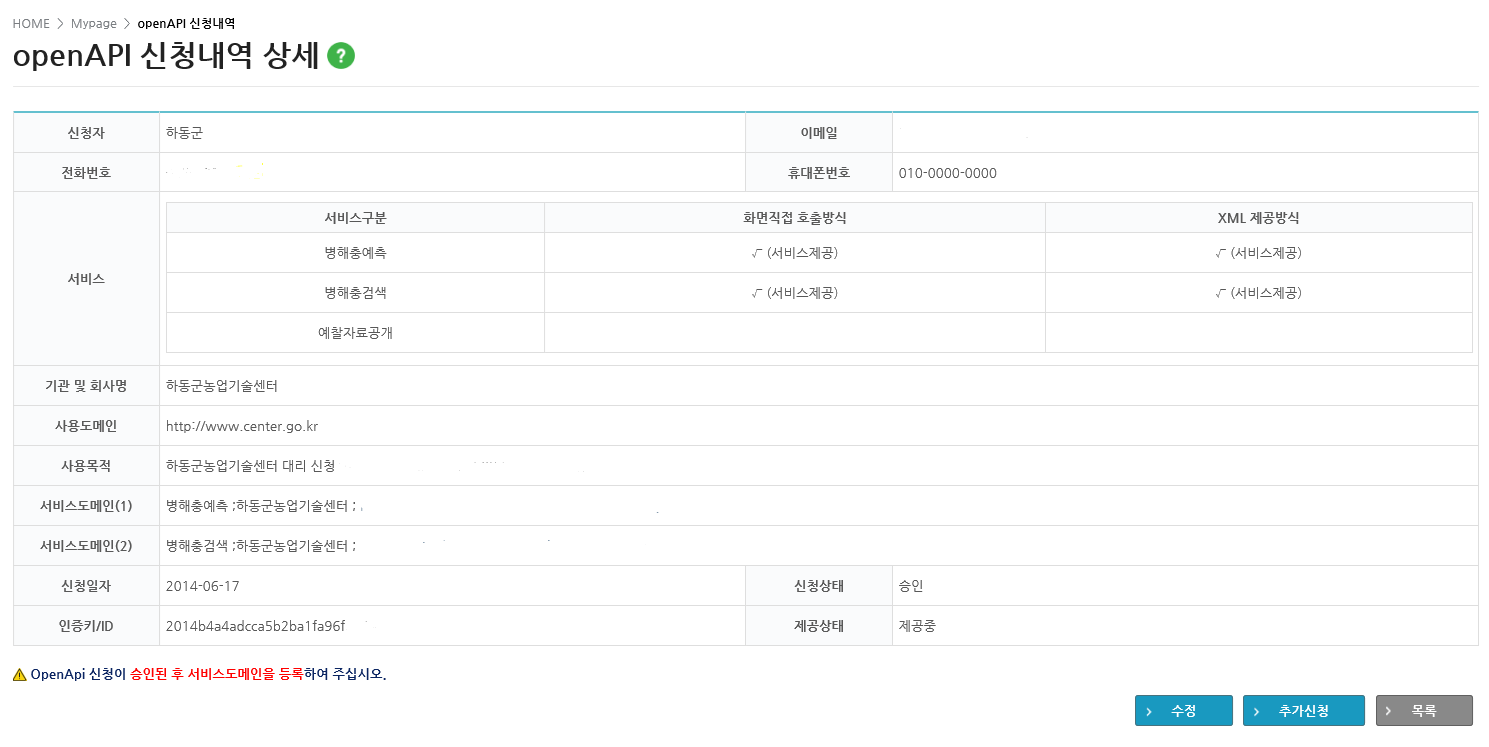 HOME > Mypage > openAPI 신청내역
openAPI 신청내역 상세 ?
신청자 하동군 이메일
전화번호 휴대폰번호 010-0000-0000
서비스구분 화면직접 호출방식 XML 제공방식
병해충예측 √ (서비스제공) √ (서비스제공)
서비스
병해충검색 √ (서비스제공) √ (서비스제공)
예찰자료공개
기관 및 회사명 하동군농업기술센터
사용도메인 http://www.center.go.kr
사용목적 하동군농업기술센터 대리 신청
서비스도메인(1) 병해충예측 ;하동군농업기술센터 ;
서비스도메인(2) 병해충검색 ;하동군농업기술센터 ;
신청일자 2014-06-17 신청상태 승인
인증키/ID 2014b4a4adcca5b2ba1fa96f 제공상태 제공중
OpenApi 신청이 승인된 후 서비스도메인을 등록하여 주십시오.
> 수정 > 추가신청 > 목록